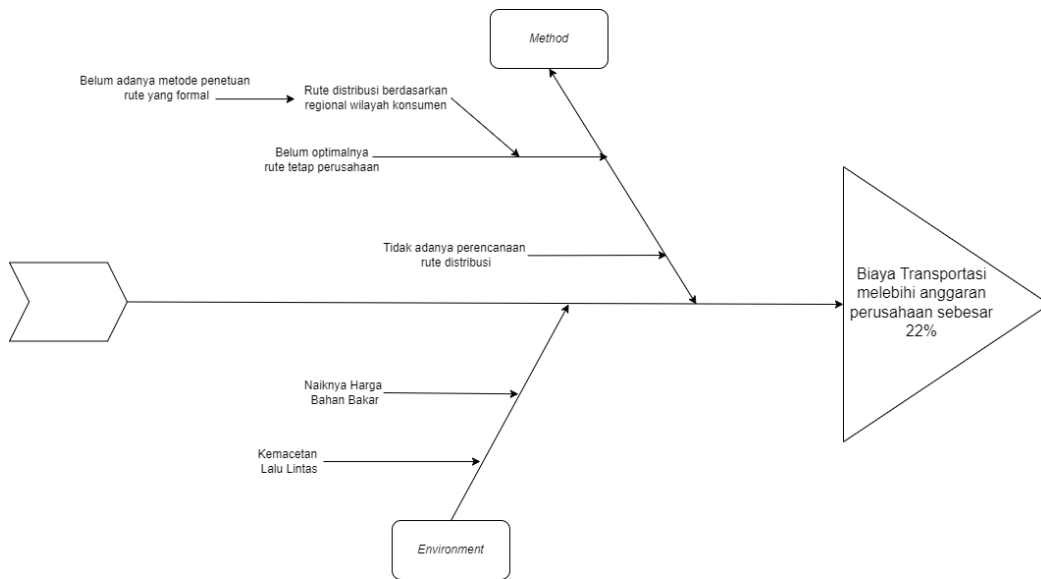 Method
Belum adanya metode penetuan
rute yang formal
Rute distribusi berdasarkan
regional wilayah konsumen
Belum optimalnya
rute tetap perusahaan
Tidak adanya perencanaan
rute distribusi
Biaya Transportasi
melebihi anggaran
perusahaan sebesar
22%
Naiknya Harga
Bahan Bakar
Kemacetan
Lalu Lintas
Environment